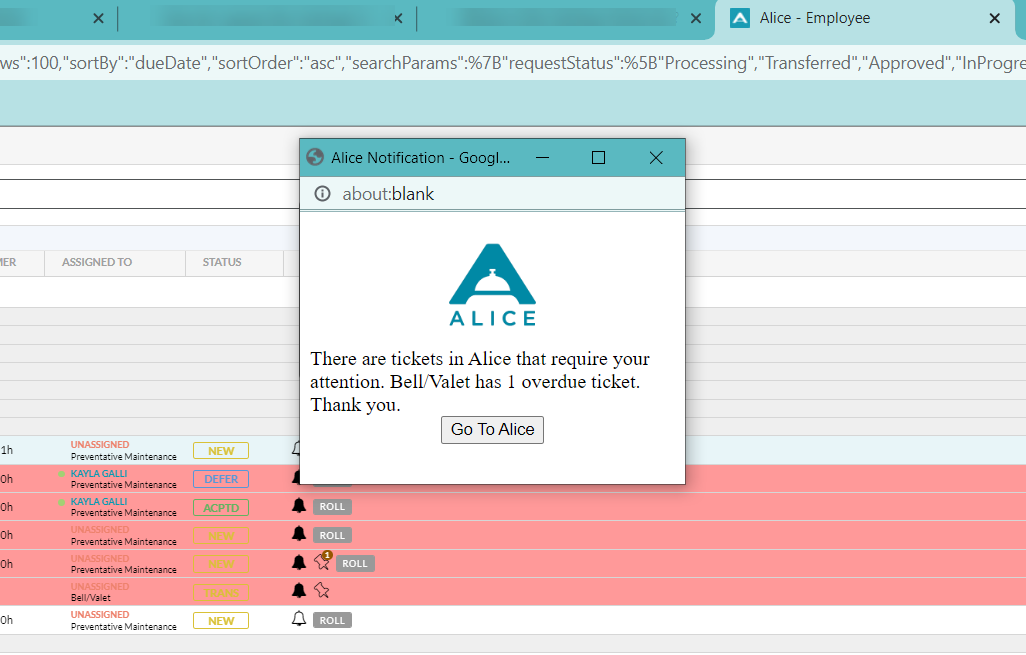 Alice - Employee
ws":100,"sortBy":"dueDate","sortOrder":"asc","searchParams":%7B"requestStatus":%5B"Processing","Transferred","Approved","InProgre
Alice Notification - Googl...
about:blank
ALICE
There are tickets in Alice that require your
attention. Bell/Valet has 1 overdue ticket.
Thank you.
Go To Alice
MER ASSIGNED TO STATUS
1h UNASSIGNED NEW
Preventative Maintenance
0h KAYLA GALLI DEFER
Preventative Maintenance
0h KAYLA GALLI ACPTD ROLL
Preventative Maintenance
0h UNASSIGNED NEW ROLL
Preventative Maintenance
0h UNASSIGNED NEW 1 ROLL
Preventative Maintenance
UNASSIGNED
Bell/Valet
0h UNASSIGNED NEW ROLL
Preventative Maintenance